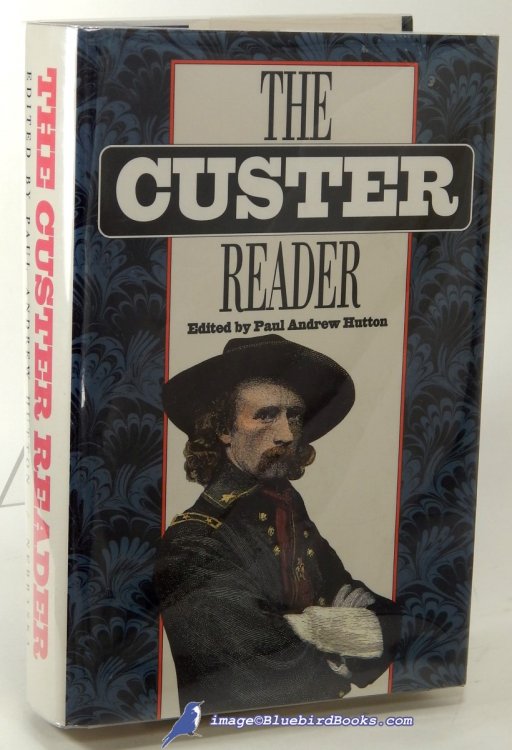 THE
CUSTER
READER
Edited by Paul Andrew Hutton
THE CUSTER READER
EDITED BY PAUL ANDREW HUTTON
image©BluebirdBooks.com